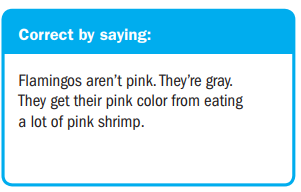 Correct by saying:
Flamingos aren't pink. They're gray.
They get their pink color from eating
a lot of pink shrimp.